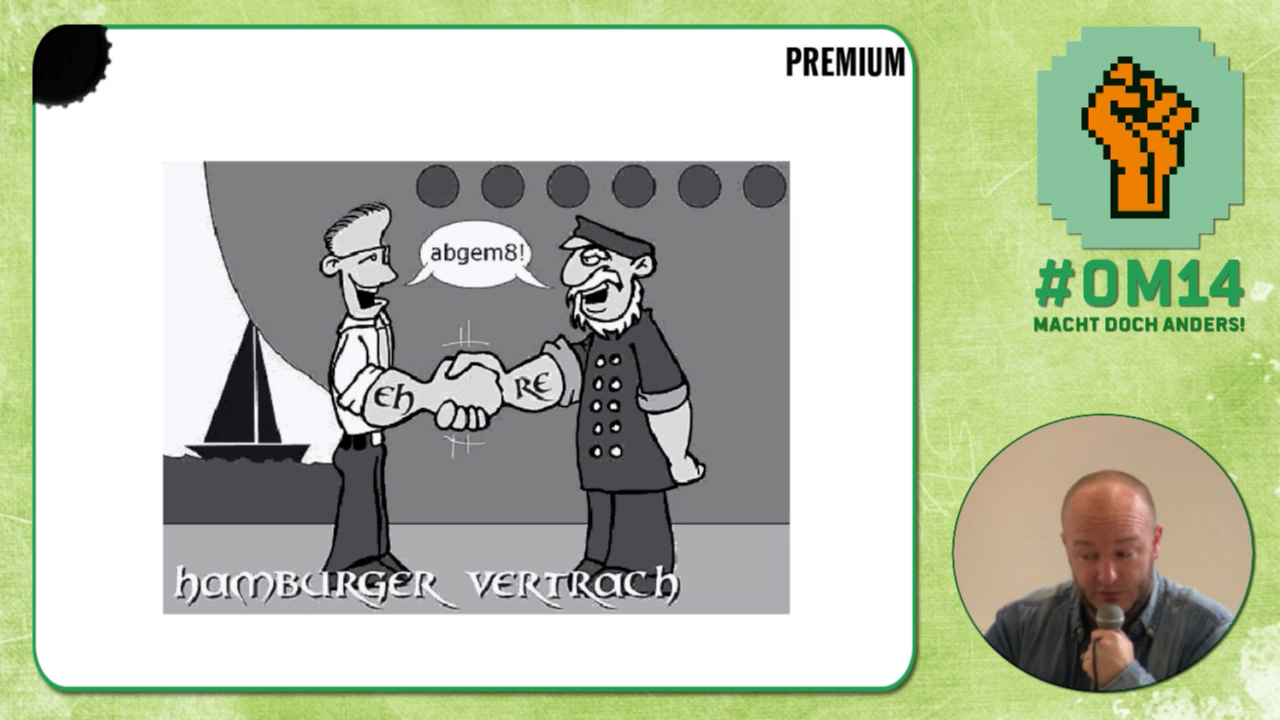 PREMIUM
abgem8!
Eh RE
hamburger vertrach
#OM14
MACHT DOCH ANDERS!